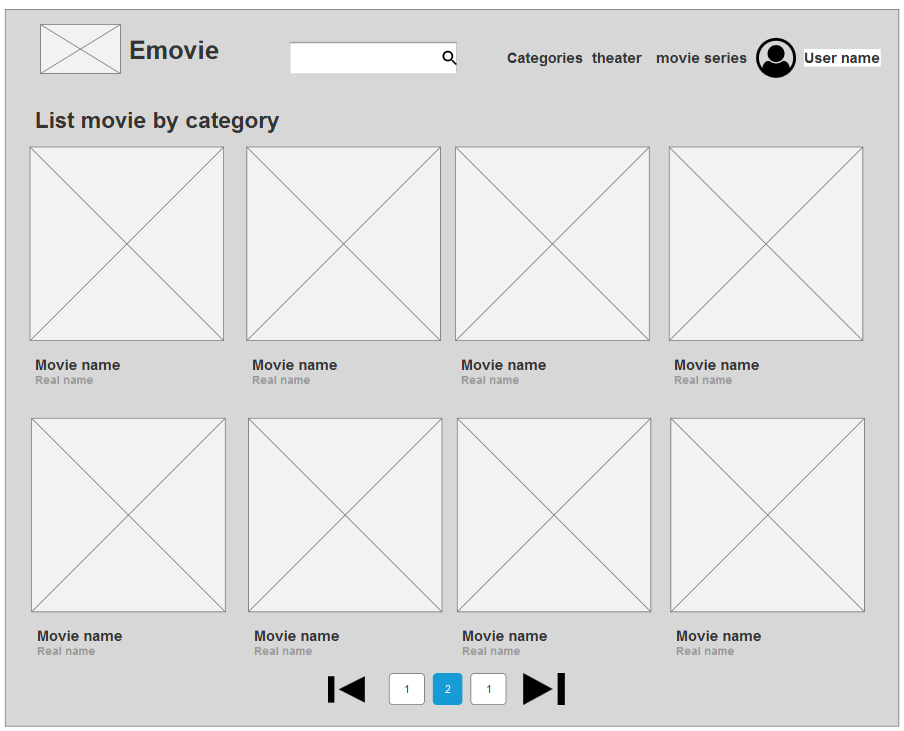 Emovie
Categories theater movie series User name
List movie by category
Movie name Movie name Movie name Movie name
Real name Real name Real name Real name
Movie name Movie name Movie name Movie name
Real name Real name Real name Real name
1 2 1